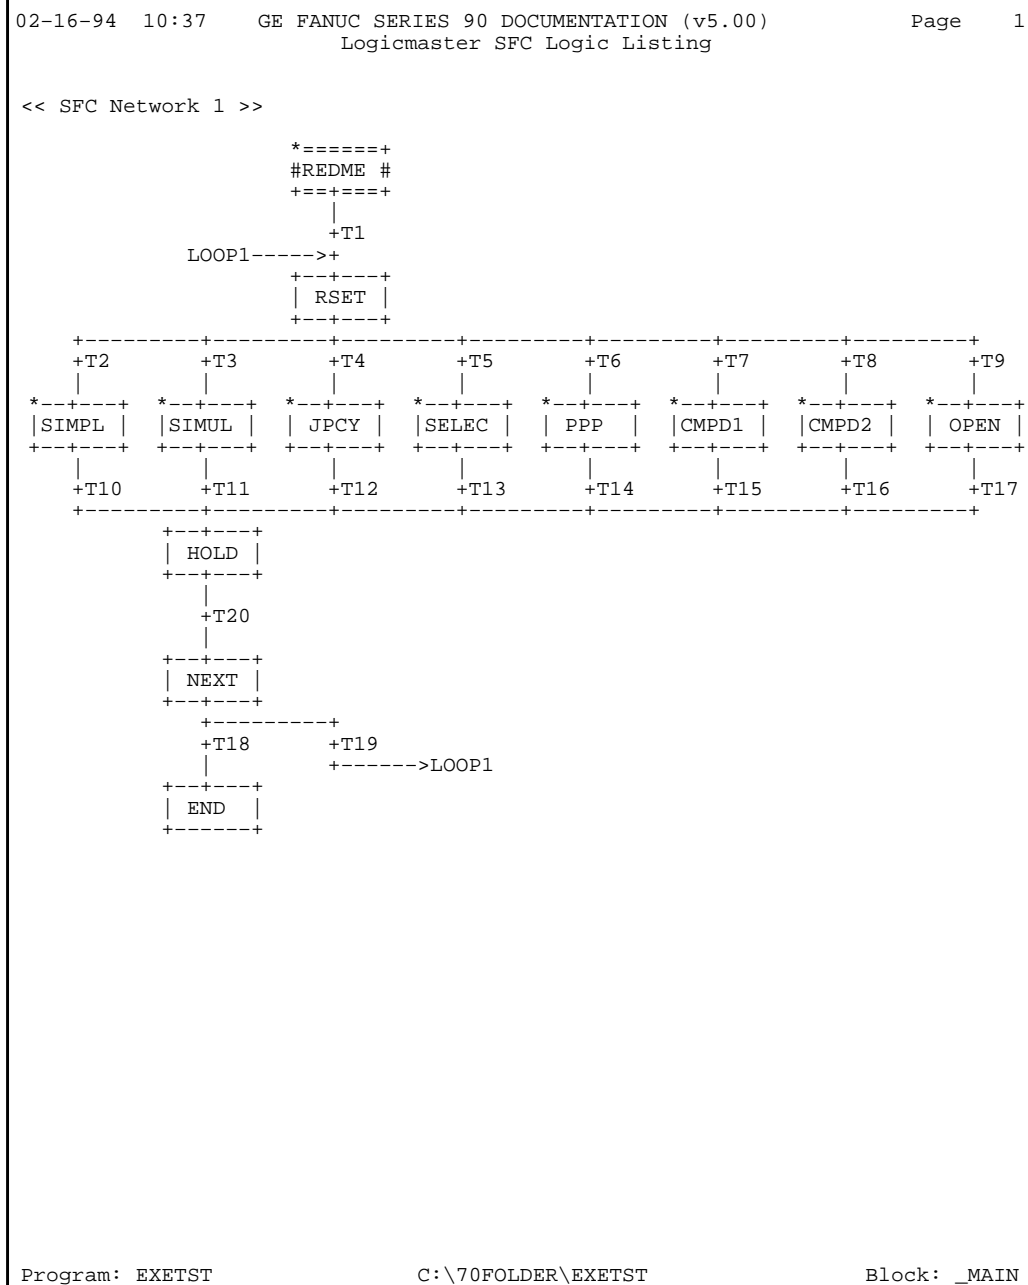 02-16-94  10:37    GE FANUC SERIES 90 DOCUMENTATION (v5.00)            Page    1
                          Logicmaster SFC Logic Listing
<< SFC Network 1 >>
                      *======+
                      #REDME #
                      +==+===+
                         |
                         +T1
              LOOP1----->+
                      +--+---+
                      | RSET |
                      +--+---+
     +---------+---------+---------+---------+---------+---------+---------+
     +T2       +T3       +T4       +T5       +T6       +T7       +T8       +T9
     |         |         |         |         |         |         |         |
  *--+---+  *--+---+  *--+---+  *--+---+  *--+---+  *--+---+  *--+---+  *--+---+
  |SIMPL |  |SIMUL |  | JPCY |  |SELEC |  | PPP  |  |CMPD1 |  |CMPD2 |  | OPEN |
  +--+---+  +--+---+  +--+---+  +--+---+  +--+---+  +--+---+  +--+---+  +--+---+
     |         |         |         |         |         |         |         |
     +T10      +T11      +T12      +T13      +T14      +T15      +T16      +T17
     +---------+---------+---------+---------+---------+---------+---------+
            +--+---+
            | HOLD |
            +--+---+
               |
               +T20
               |
            +--+---+
            | NEXT |
            +--+---+
               +---------+
               +T18      +T19
               |         +------>LOOP1
            +--+---+
            | END  |
            +------+
Program: EXETST                C:\70FOLDER\EXETST                 Block: _MAIN